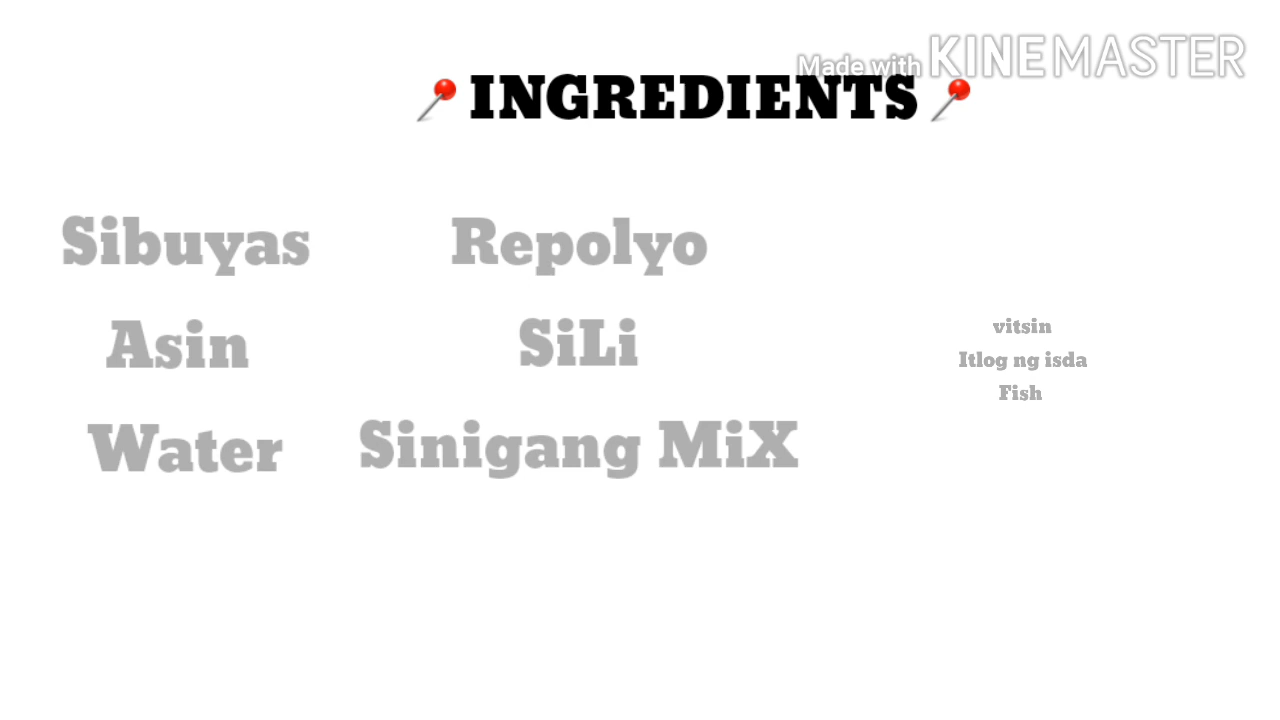 Made with KINEMASTER
📍INGREDIENTS📍
Sibuyas
Asin
Water
Repolyo
SiLi
Sinigang MiX
vitsin
Itlog ng isda
Fish